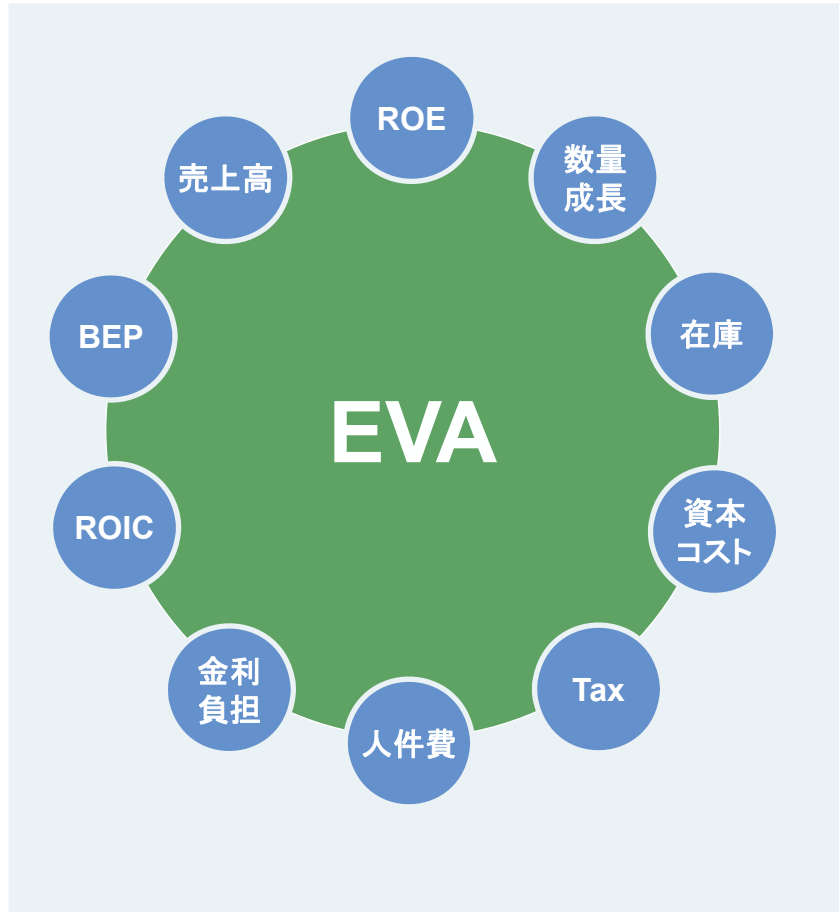 ROE
数量
成長
在庫
資本
コスト
Tax
人件費
金利
負担
ROIC
BEP
売上高
EVA